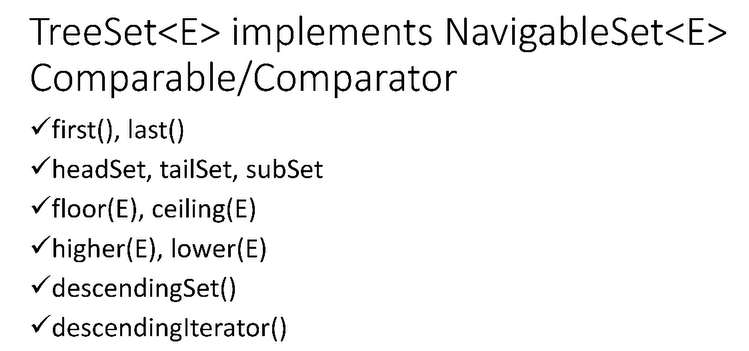 TreeSet<E> implements NavigableSet<E>
Comparable/Comparator
✓first(), last()
✓headSet, tailSet, subSet
✓floor(E), ceiling(E)
✓higher(E), lower(E)
✓descendingSet()
✓descendingIterator()